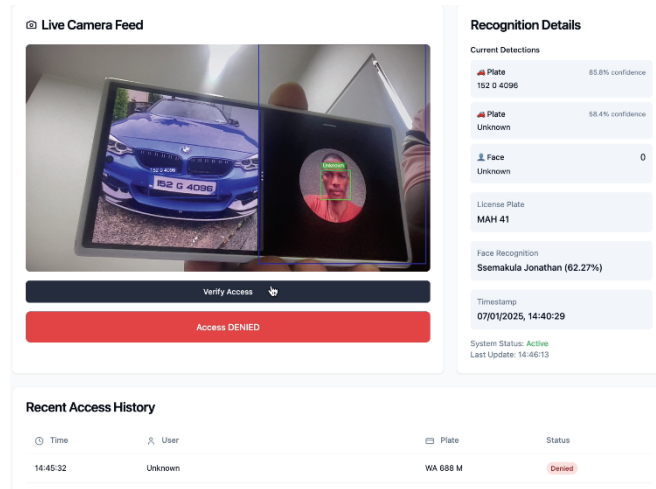 Live Camera Feed
Unknown
152 0 4096
152 G 4096
Verify Access
Access DENIED
Recognition Details
Current Detections
Plate 85.8% confidence
152 0 4096
Plate 58.4% confidence
Unknown
Face 0
Unknown
License Plate
MAH 41
Face Recognition
Ssemakula Jonathan (62.27%)
Timestamp
07/01/2025, 14:40:29
System Status: Active
Last Update: 14:46:13
Recent Access History
Time User Plate Status
14:45:32 Unknown WA 688 M Denied